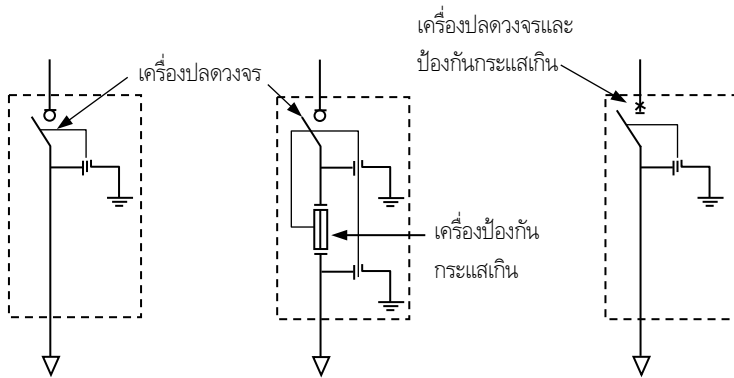 เครื่องปลดวงจร
เครื่องปลดวงจรและ
ป้องกันกระแสเกิน
เครื่องป้องกัน
กระแสเกิน